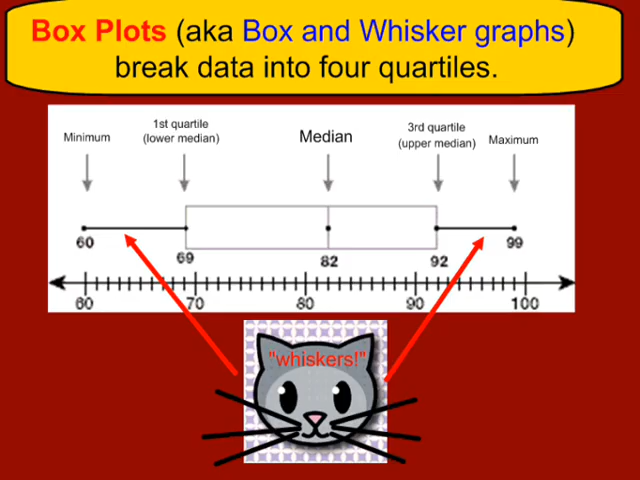 Box Plots (aka Box and Whisker graphs)
break data into four quartiles.
Minimum
1st quartile
(lower median)
Median
3rd quartile
(upper median)
Maximum
60
69
82
92
99
60
70
80
90
100
"whiskers!"